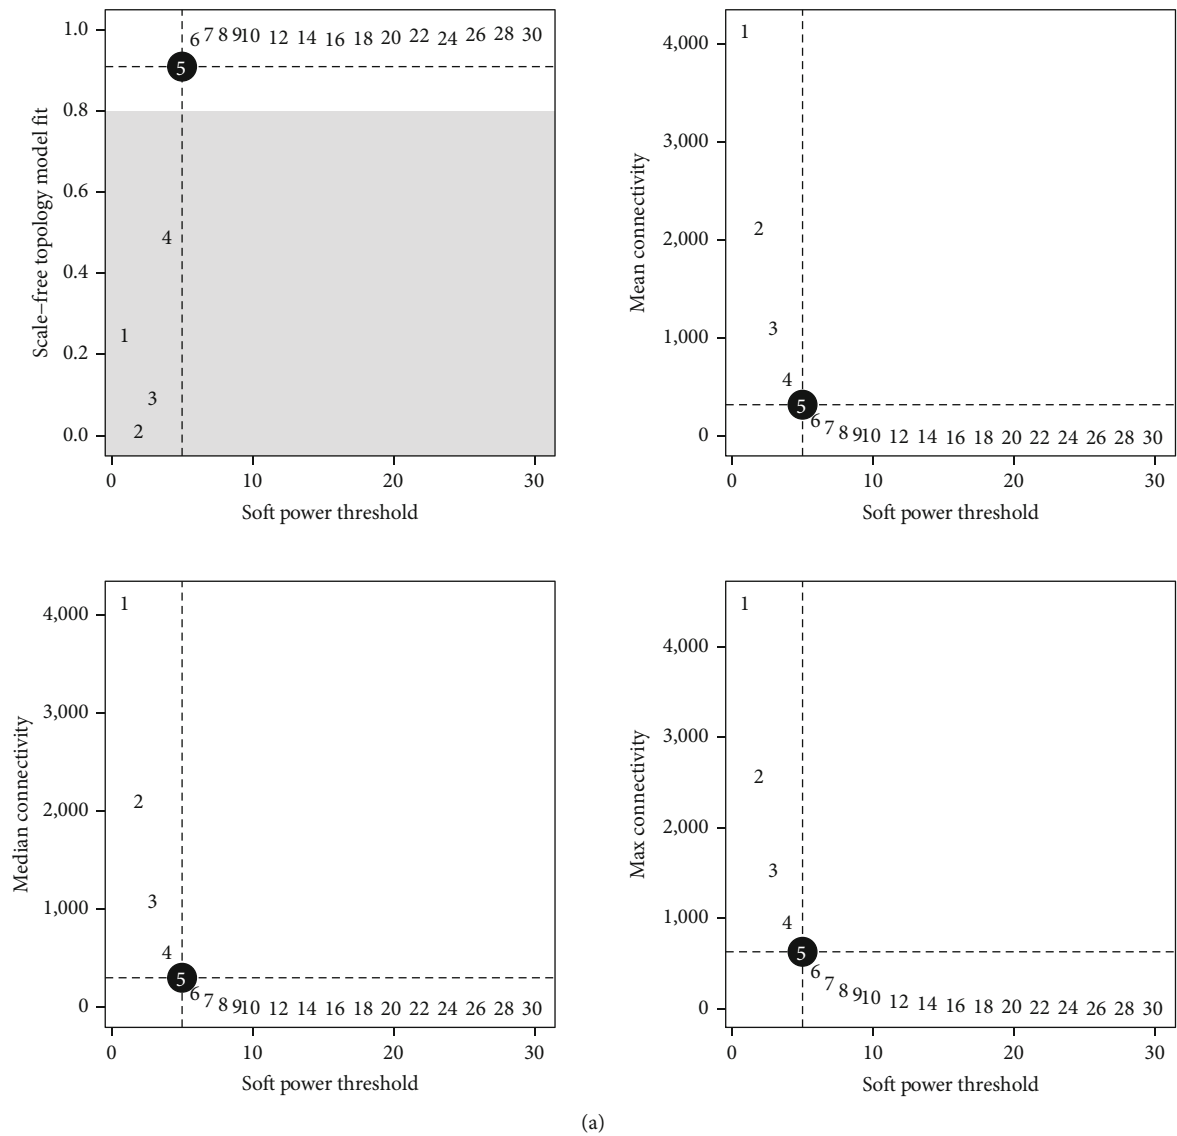 1.0
0.8
0.6
0.4
0.2
0.0
Scale–free topology model fit
1
2
3
4
5
6 7 8 9 10 12 14 16 18 20 22 24 26 28 30
0 10 20 30
Soft power threshold
4,000
3,000
2,000
1,000
0
Mean connectivity
1
2
3
4
5
6 7 8 9 10 12 14 16 18 20 22 24 26 28 30
0 10 20 30
Soft power threshold
4,000
3,000
2,000
1,000
0
Median connectivity
1
2
3
4
5
6 7 8 9 10 12 14 16 18 20 22 24 26 28 30
0 10 20 30
Soft power threshold
4,000
3,000
2,000
1,000
0
Max connectivity
1
2
3
4
5
6 7 8 9 10 12 14 16 18 20 22 24 26 28 30
0 10 20 30
Soft power threshold
(a)